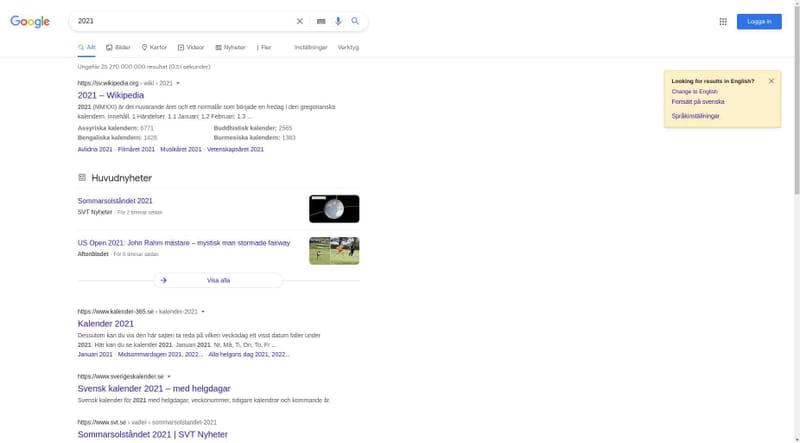 Google
2021
Logga in
Allt
Bilder
Kartor
Videor
Nyheter
Fler
Inställningar
Verktyg
Ungefär 25 270 000 000 resultat (0,51 sekunder)
https://sv.wikipedia.org › wiki › 2021
2021 – Wikipedia
2021 (MMXXI) är det nuvarande året och ett normalår som började en fredag i den gregorianska
kalendern. Innehåll. 1 Händelser. 1.1 Januari; 1.2 Februari; 1.3 ...
Assyriska kalendern: 6771
Buddhistisk kalender: 2565
Bengaliska kalendern: 1428
Burmesiska kalendern: 1383
Avlidna 2021 · Filmåret 2021 · Musikåret 2021 · Vetenskapsåret 2021
Looking for results in English?
Change to English
Fortsätt på svenska
Språkinställningar
Huvudnyheter
Sommarsolståndet 2021
SVT Nyheter · För 2 timmar sedan
US Open 2021: John Rahm mästare – mystisk man stormade fairway
Aftonbladet · För 6 timmar sedan
Visa alla
https://www.kalender-365.se › kalender-2021
Kalender 2021
Dessutom kan du via den här sajten ta reda på vilken veckodag ett visst datum faller under
2021. Här kan du se kalender 2021. Januari 2021. Nr, Må, Ti, On, To, Fr ...
Januari 2021 · Midsommardagen 2021, 2022... · Alla helgons dag 2021, 2022...
https://www.sverigeskalender.se
Svensk kalender 2021 – med helgdagar
Svensk kalender för 2021 med helgdagar, veckonummer, tidigare kalendrar och kommande år.
https://www.svt.se › vader › sommarsolstandet-2021
Sommarsolståndet 2021 | SVT Nyheter